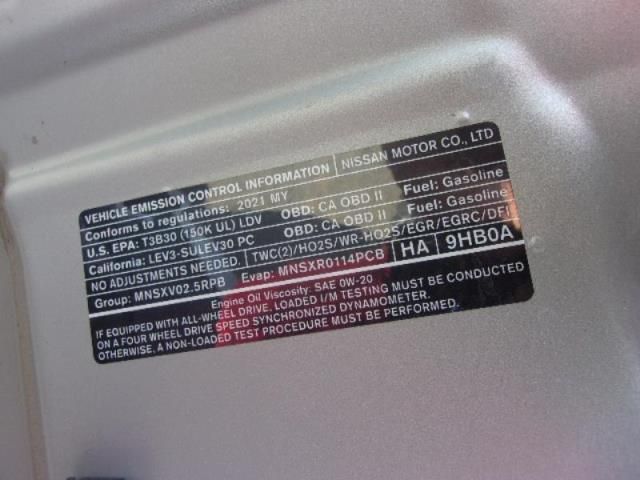 VEHICLE EMISSION CONTROL INFORMATION NISSAN MOTOR CO., LTD
Conforms to regulations: 2021 MY
U.S. EPA: T3B30 (150K UL) LDV OBD: CA OBD II Fuel: Gasoline
California: LEV3-SULEV30 PC OBD: CA OBD II Fuel: Gasoline
NO ADJUSTMENTS NEEDED. TWC(2)/HO2S/WR-HO2S/EGR/EGRC/DFI
Group: MNSXV02.5RPB Evap: MNSXR0114PCB HA 9HB0A
Engine Oil Viscosity: SAE 0W-20
IF EQUIPPED WITH ALL-WHEEL DRIVE, LOADED I/M TESTING MUST BE CONDUCTED
ON A FOUR WHEEL DRIVE SPEED SYNCHRONIZED DYNAMOMETER.
OTHERWISE, A NON-LOADED TEST PROCEDURE MUST BE PERFORMED.